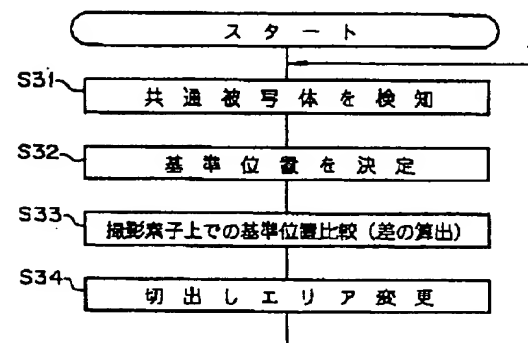 スタート
S31 共通被写体を検知
S32 基準位置を決定
S33 撮影素子上での基準位置比較(差の算出)
S34 切出しエリア変更